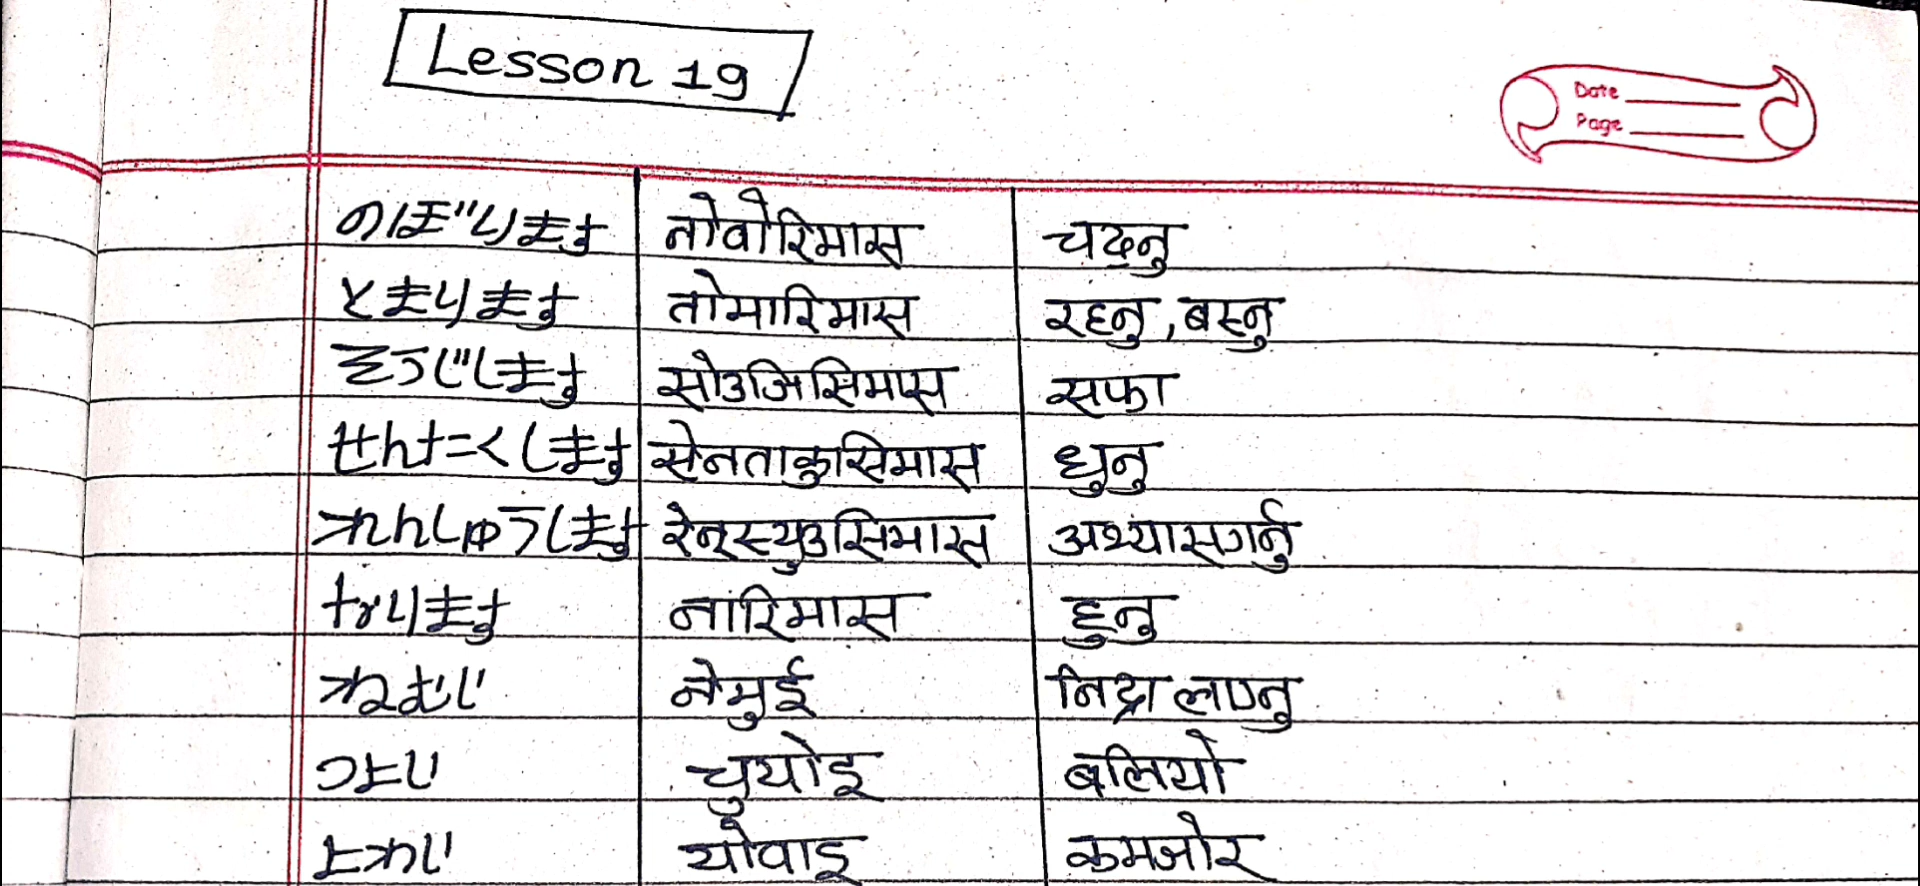 Lesson 19
Date
Page
のぼります नोवोरिमास चढनु
とまります तोमारिमास रहनु, बस्नु
そうじします सोउजिसिमास सफा
せんたくします सेनताकुसिमास धुनु
れんしゅうします रेनस्युउसिमास अभ्यासगर्नु
なります नारिमास हुनु
ねむい नेमुई निद्रा लाग्नु
つよい चुयोइ बलियो
よわい योवाइ कमजोर